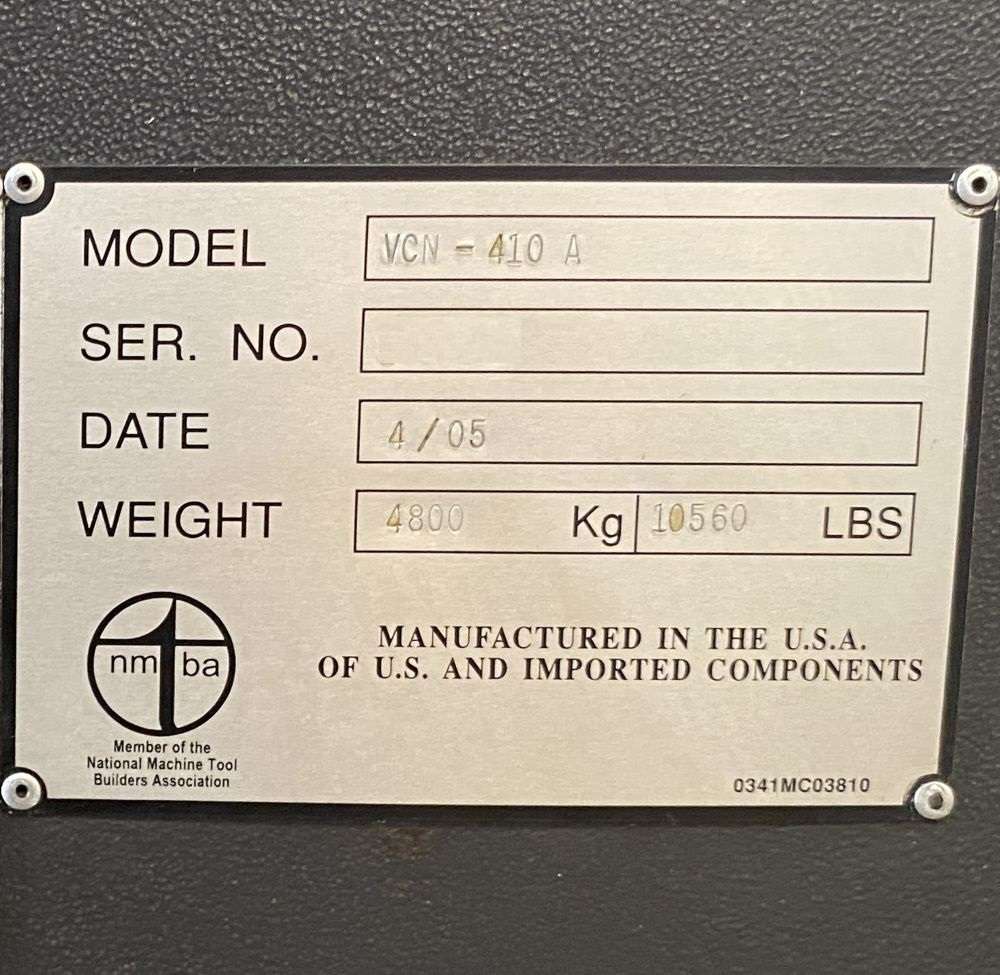 MODEL VCN - 410 A
SER. NO.
DATE 4/05
WEIGHT 4800 Kg 10560 LBS
nm ba
Member of the
National Machine Tool
Builders Association
MANUFACTURED IN THE U.S.A.
OF U.S. AND IMPORTED COMPONENTS
0341MC03810